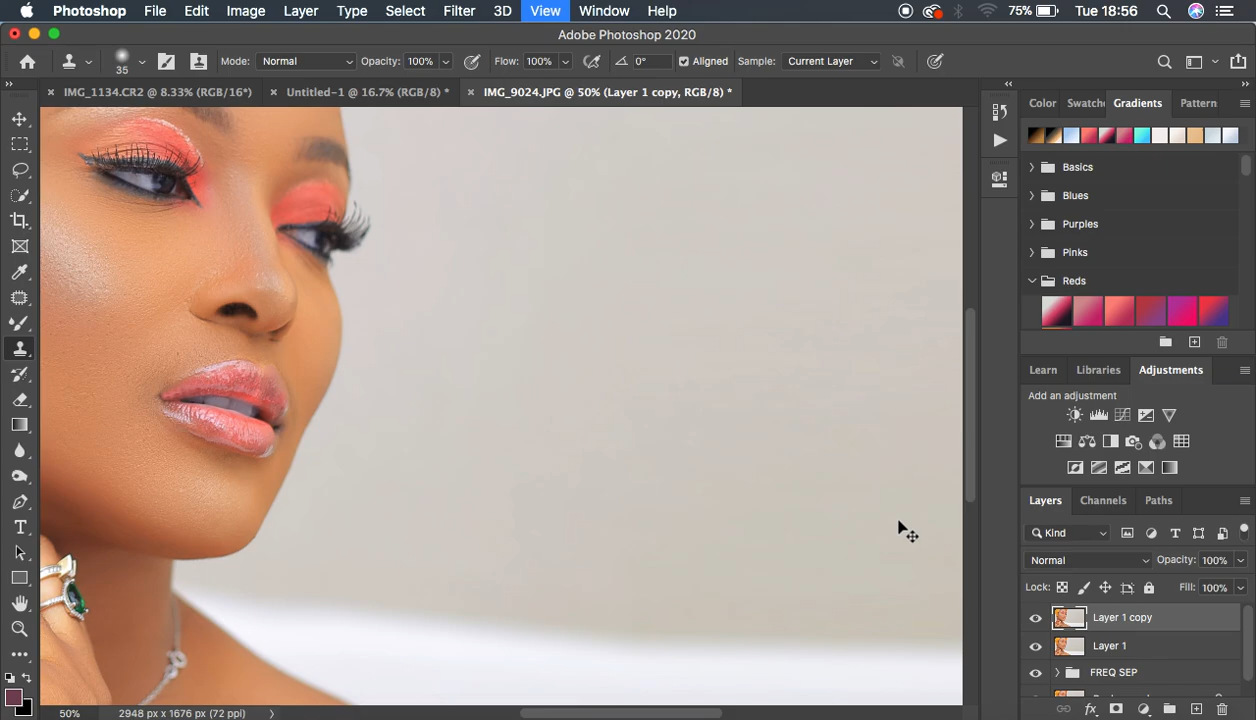 Photoshop File Edit Image Layer Type Select Filter 3D View Window Help 75% Tue 18:56
Adobe Photoshop 2020
35 Mode: Normal Opacity: 100% Flow: 100% 0° Aligned Sample: Current Layer
IMG_1134.CR2 @ 8.33% (RGB/16*) Untitled-1 @ 16.7% (RGB/8) * IMG_9024.JPG @ 50% (Layer 1 copy, RGB/8) *
Color Swatche Gradients Pattern
Basics
Blues
Purples
Pinks
Reds
Learn Libraries Adjustments
Add an adjustment
Layers Channels Paths
Kind
Normal Opacity: 100%
Lock: Fill: 100%
Layer 1 copy
Layer 1
FREQ SEP
50% 2948 px x 1676 px (72 ppi)